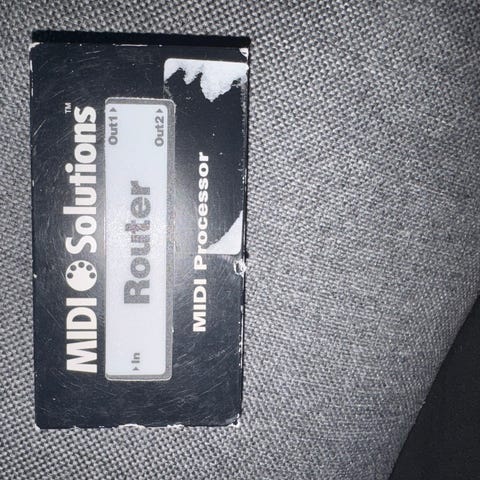 MIDI Solutions™
Out1 ▸
▸ In Router
Out2 ▸
MIDI Processor